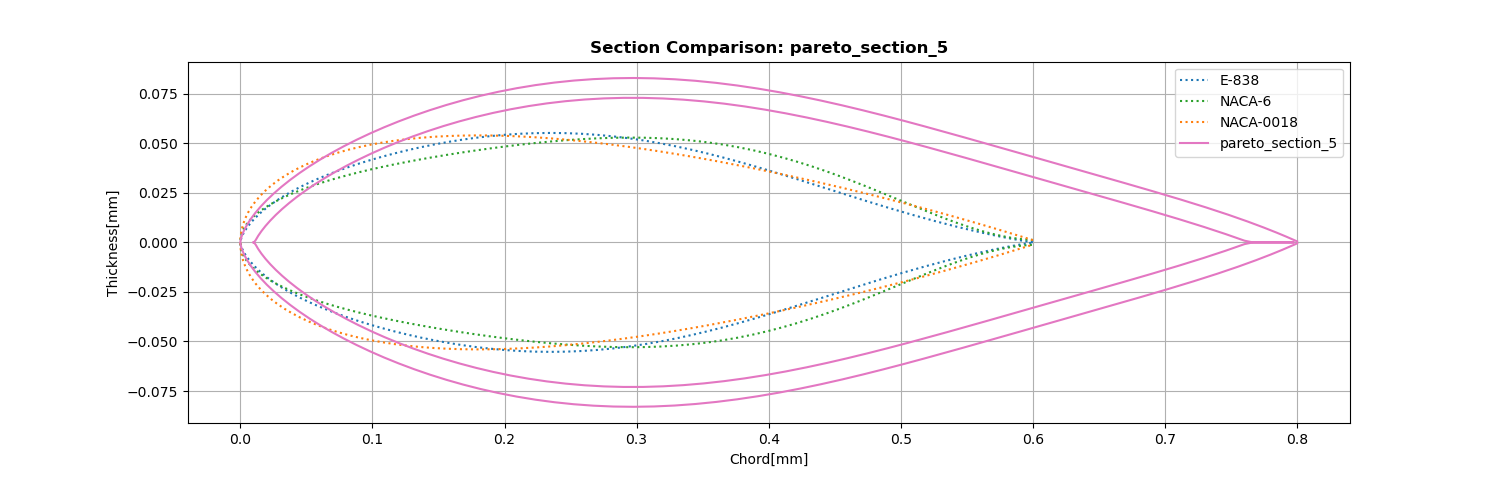 Section Comparison: pareto_section_5
E-838
NACA-6
NACA-0018
pareto_section_5
Thickness[mm]
0.075
0.050
0.025
0.000
−0.025
−0.050
−0.075
0.0 0.1 0.2 0.3 0.4 0.5 0.6 0.7 0.8
Chord[mm]